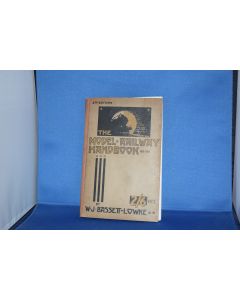 THE
MODEL·RAILWAY
HANDBOOK
2/6
W·J·BASSETT-LOWKE